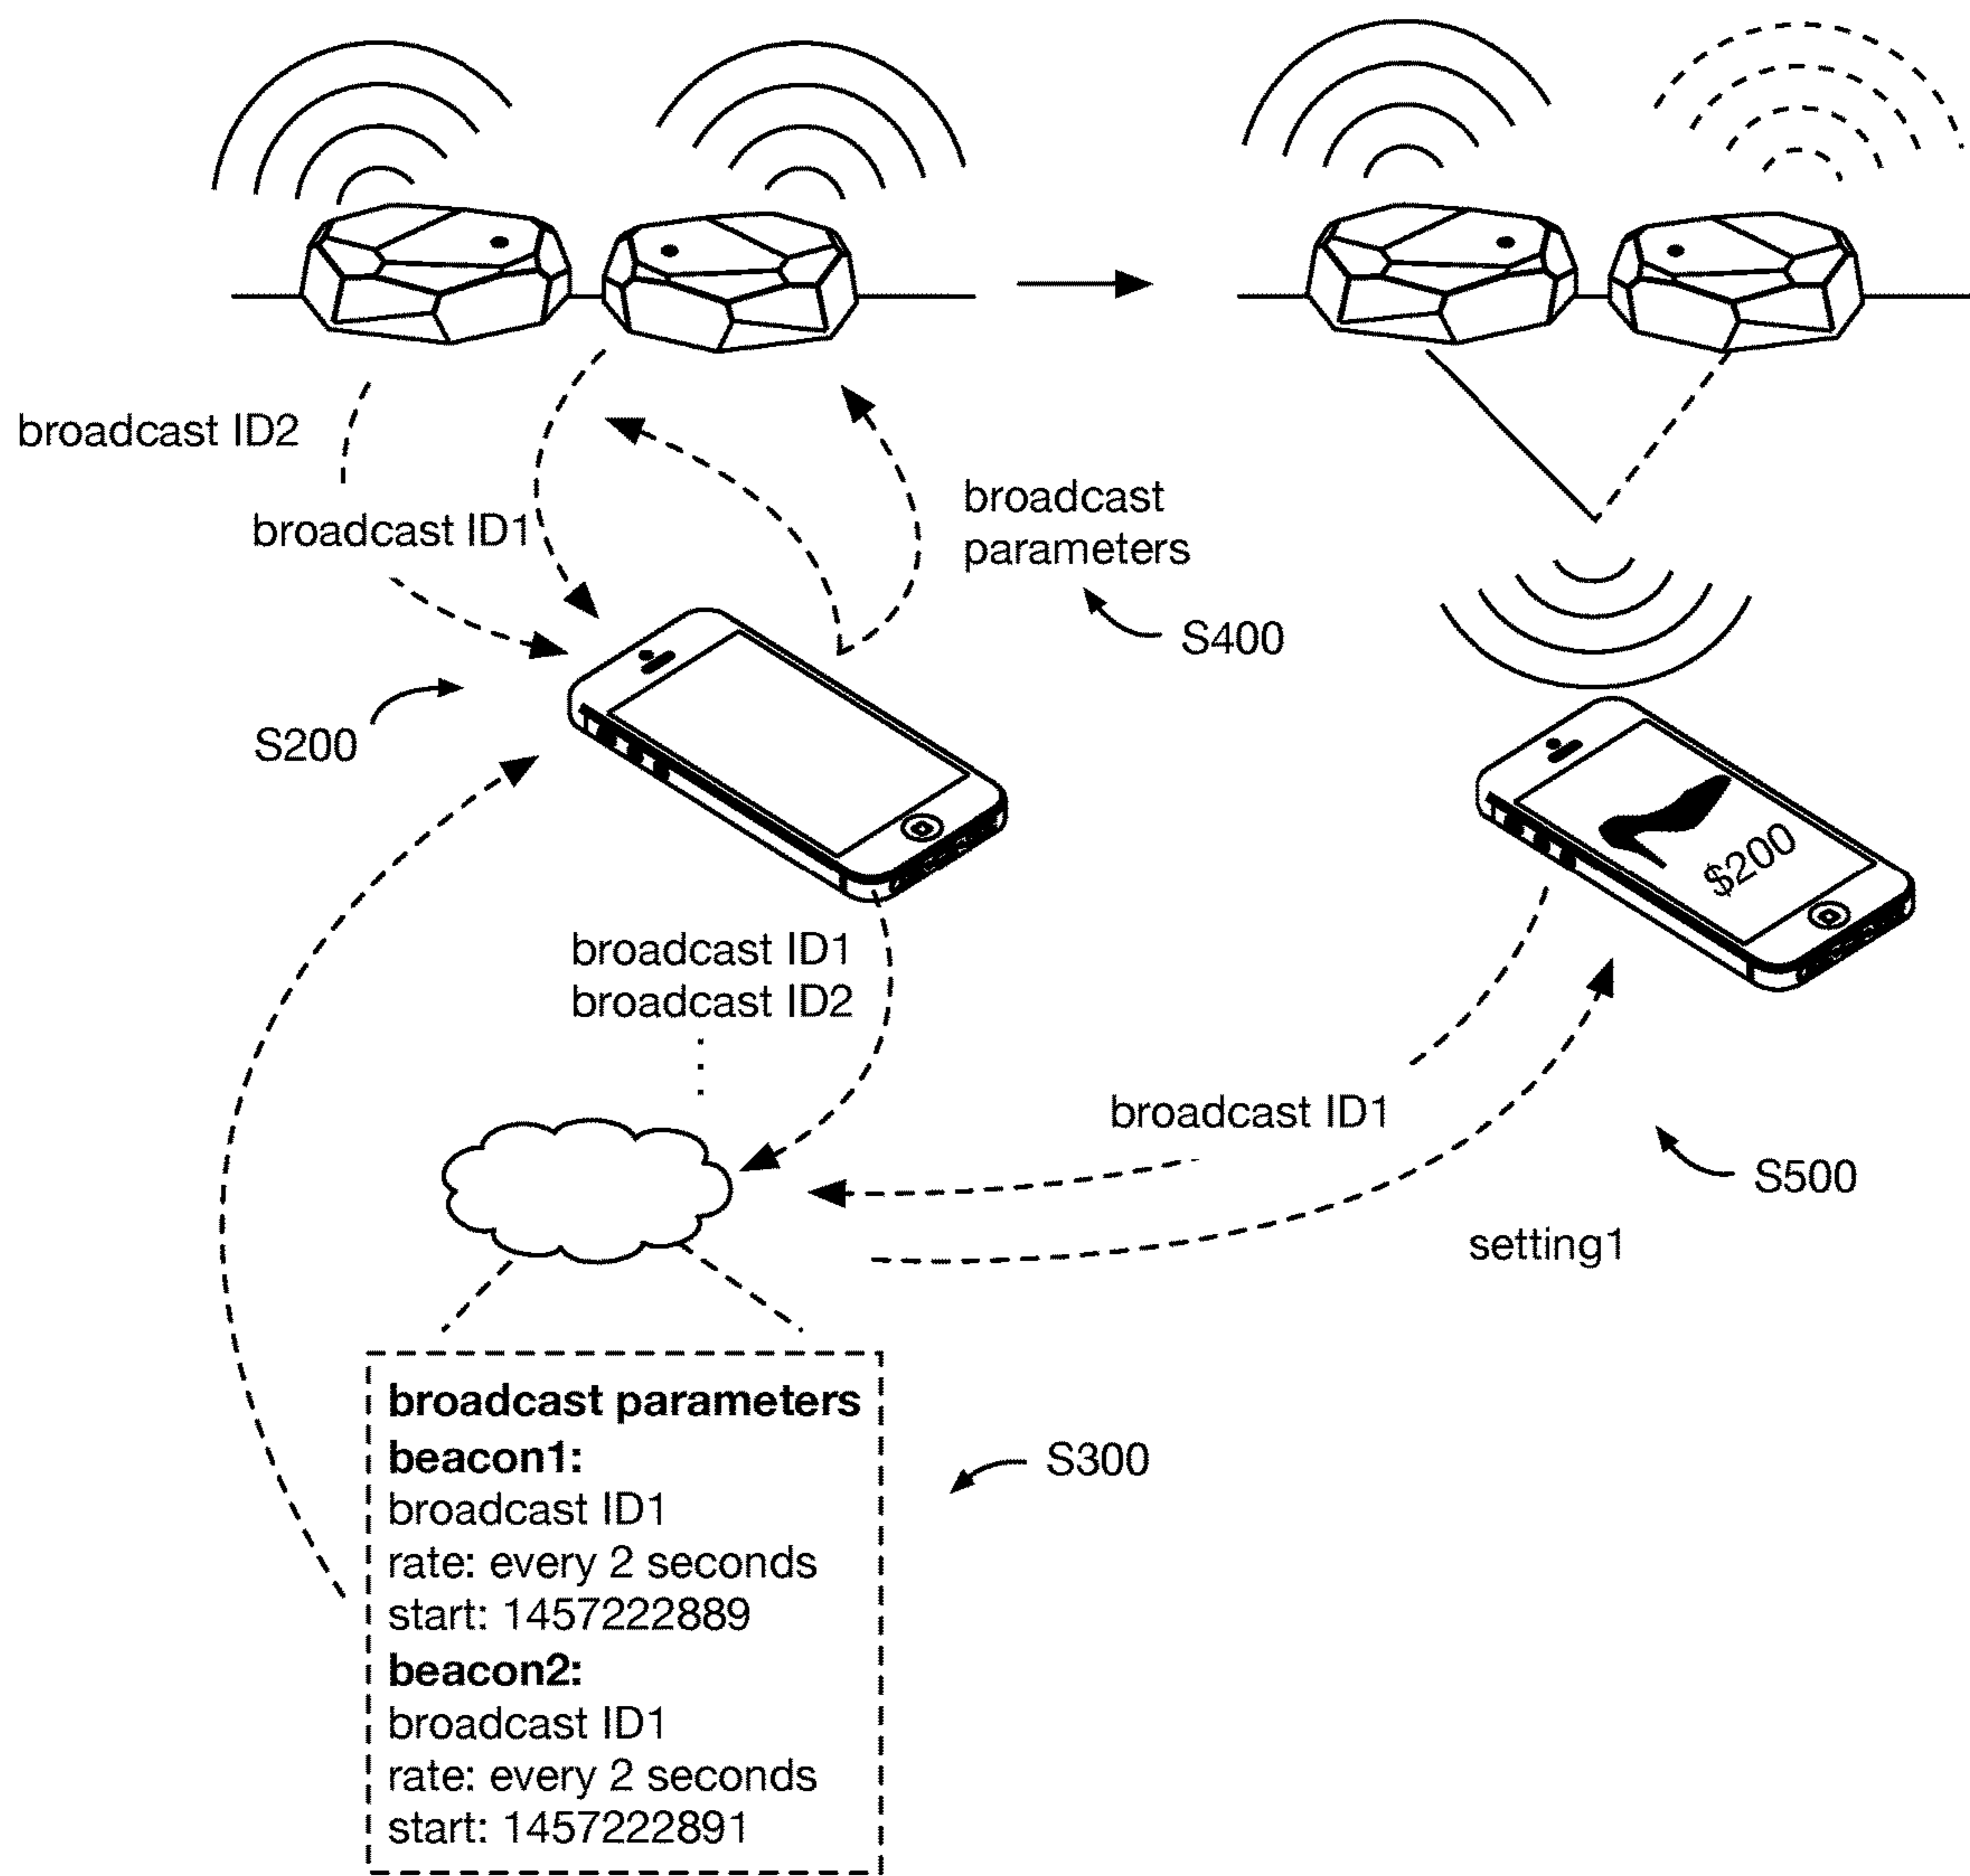 broadcast ID2
broadcast ID1
broadcast
parameters
S400
S200
$200
broadcast ID1
broadcast ID2
broadcast ID1
S500
setting1
broadcast parameters
beacon1:
broadcast ID1
rate: every 2 seconds
start: 1457222889
beacon2:
broadcast ID1
rate: every 2 seconds
start: 1457222891
S300